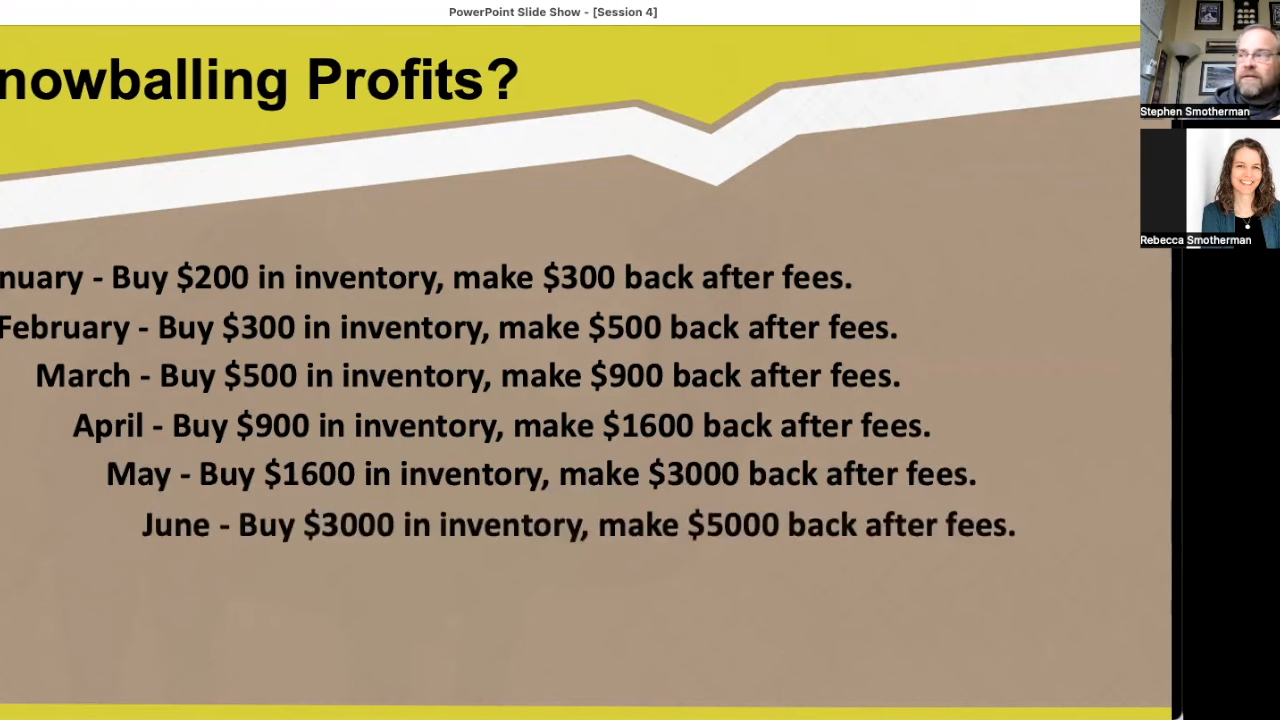 PowerPoint Slide Show - [Session 4]
nowballing Profits?
Stephen Smotherman
Rebecca Smotherman
nuary - Buy $200 in inventory, make $300 back after fees.
February - Buy $300 in inventory, make $500 back after fees.
March - Buy $500 in inventory, make $900 back after fees.
April - Buy $900 in inventory, make $1600 back after fees.
May - Buy $1600 in inventory, make $3000 back after fees.
June - Buy $3000 in inventory, make $5000 back after fees.